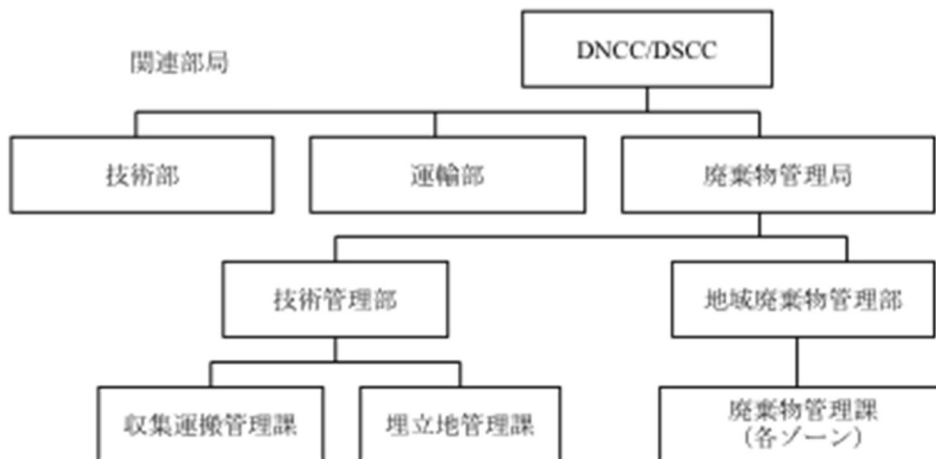 関連部局
DNCC/DSCC
技術部
運輸部
廃棄物管理局
技術管理部
地域廃棄物管理部
収集運搬管理課
埋立地管理課
廃棄物管理課
（各ゾーン）